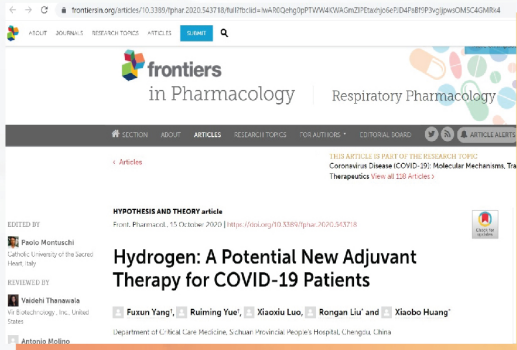 frontiersin.org/articles/10.3389/fphar.2020.543718/full?fbclid=IwAR0Qehg0pPTWW4KWAGmZIPEtaxhjo6ePJD4PaBf9P3vgjjpwsOMSC4GMRk4
ABOUT JOURNALS RESEARCH TOPICS ARTICLES SUBMIT
frontiers
in Pharmacology Respiratory Pharmacology
SECTION ABOUT ARTICLES RESEARCH TOPICS FOR AUTHORS EDITORIAL BOARD ARTICLE ALERTS
‹ Articles
THIS ARTICLE IS PART OF THE RESEARCH TOPIC
Coronavirus Disease (COVID-19): Molecular Mechanisms, Tra
Therapeutics View all 118 Articles ›
HYPOTHESIS AND THEORY article
Front. Pharmacol., 15 October 2020 | https://doi.org/10.3389/fphar.2020.543718
Check for updates
Hydrogen: A Potential New Adjuvant
Therapy for COVID-19 Patients
Fuxun Yang†, Ruiming Yue†, Xiaoxiu Luo, Rongan Liu* and Xiaobo Huang*
Department of Critical Care Medicine, Sichuan Provincial People's Hospital, Chengdu, China
EDITED BY
Paolo Montuschi
Catholic University of the Sacred
Heart, Italy
REVIEWED BY
Vaidehi Thanawala
Vir Biotechnology, Inc., United
States
Antonio Molino